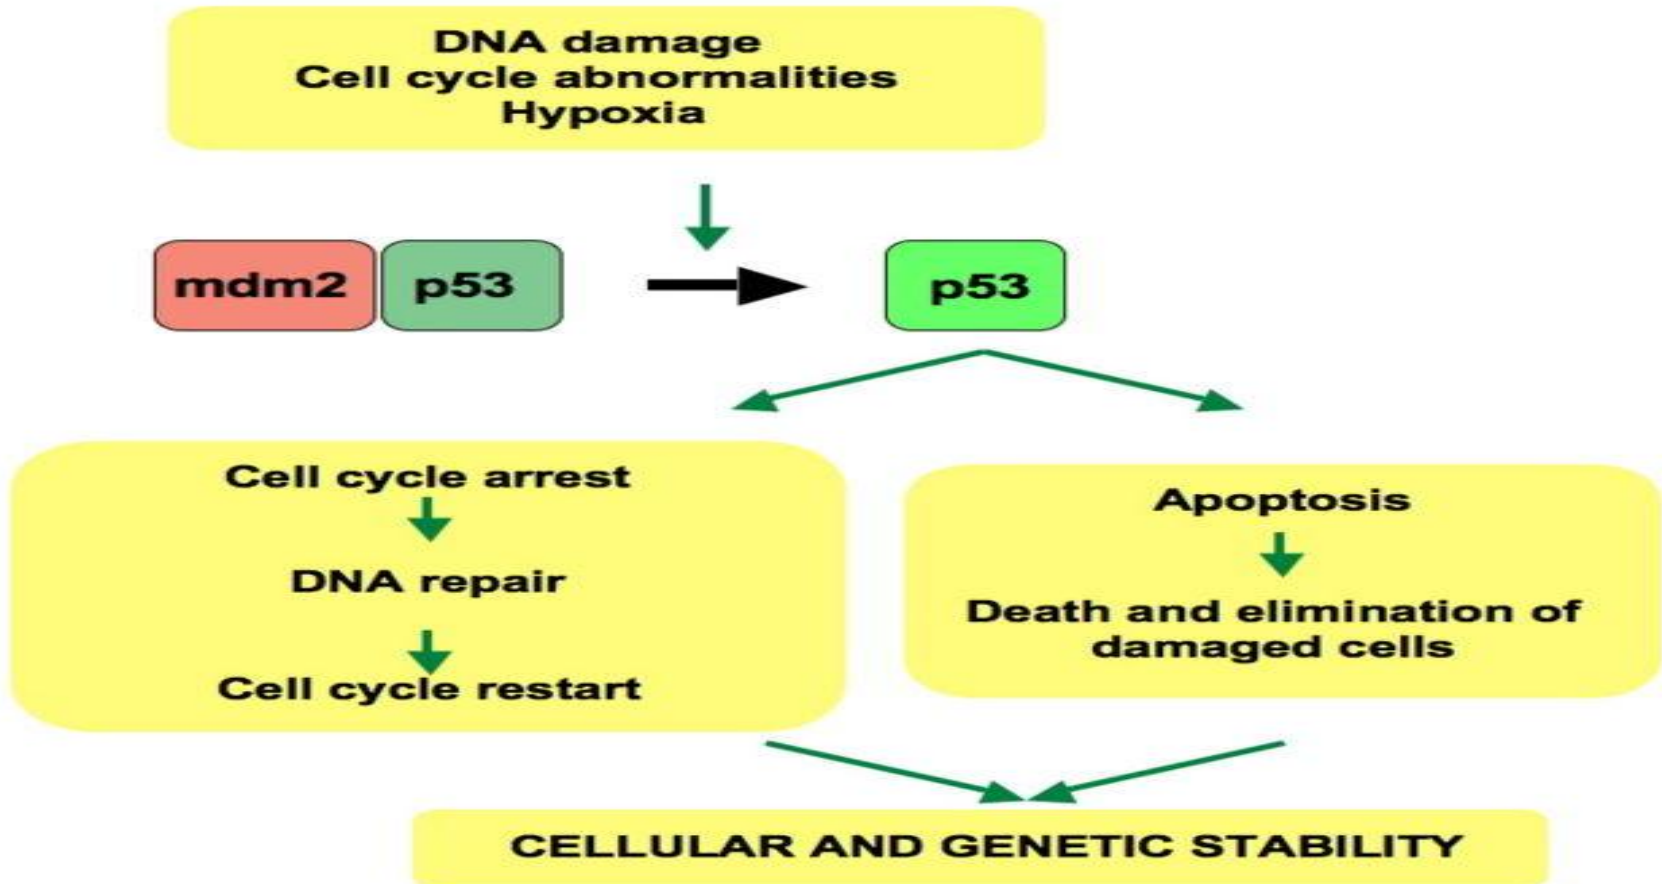 DNA damage
Cell cycle abnormalities
Hypoxia
mdm2 p53 p53
Cell cycle arrest
DNA repair
Cell cycle restart
Apoptosis
Death and elimination of
damaged cells
CELLULAR AND GENETIC STABILITY